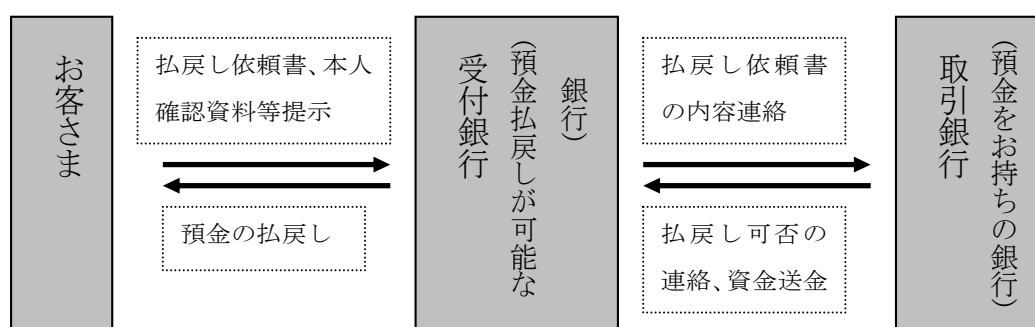 お客さま
払戻し依頼書、本人
確認資料等提示
預金の払戻し
受付銀行
(預金払戻しが可能な
銀行)
払戻し依頼書
の内容連絡
払戻し可否の
連絡、資金送金
取引銀行
(預金をお持ちの銀行)